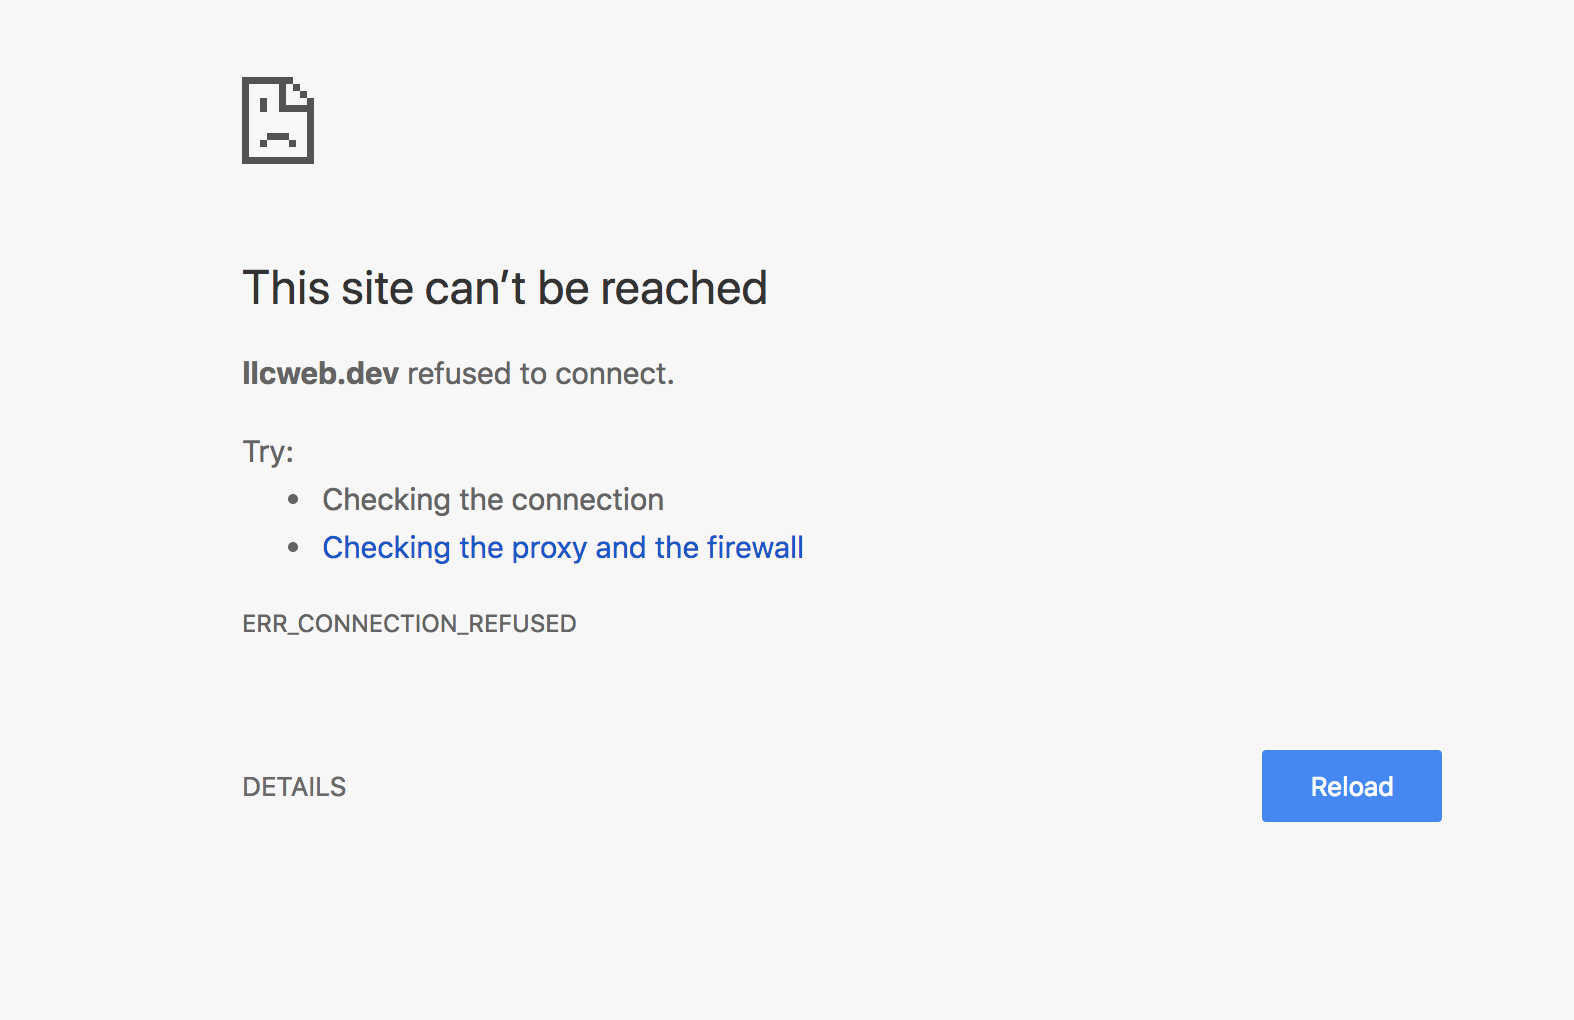 This site can’t be reached
llcweb.dev refused to connect.
Try:
• Checking the connection
• Checking the proxy and the firewall
ERR_CONNECTION_REFUSED
DETAILS
Reload